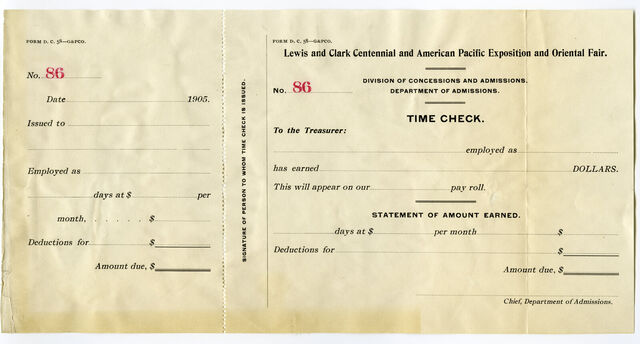 FORM D. C. 58—G&PCO.
No. 86
Date 1905.
Issued to
Employed as
days at $ per
month, . . . . . $
Deductions for $
Amount due, $
SIGNATURE OF PERSON TO WHOM TIME CHECK IS ISSUED.
FORM D. C. 58—G&PCO.
Lewis and Clark Centennial and American Pacific Exposition and Oriental Fair.
DIVISION OF CONCESSIONS AND ADMISSIONS.
No. 86
DEPARTMENT OF ADMISSIONS.
TIME CHECK.
To the Treasurer:
employed as
has earned DOLLARS.
This will appear on our pay roll.
STATEMENT OF AMOUNT EARNED.
days at $ per month $
Deductions for $
Amount due, $
Chief, Department of Admissions.